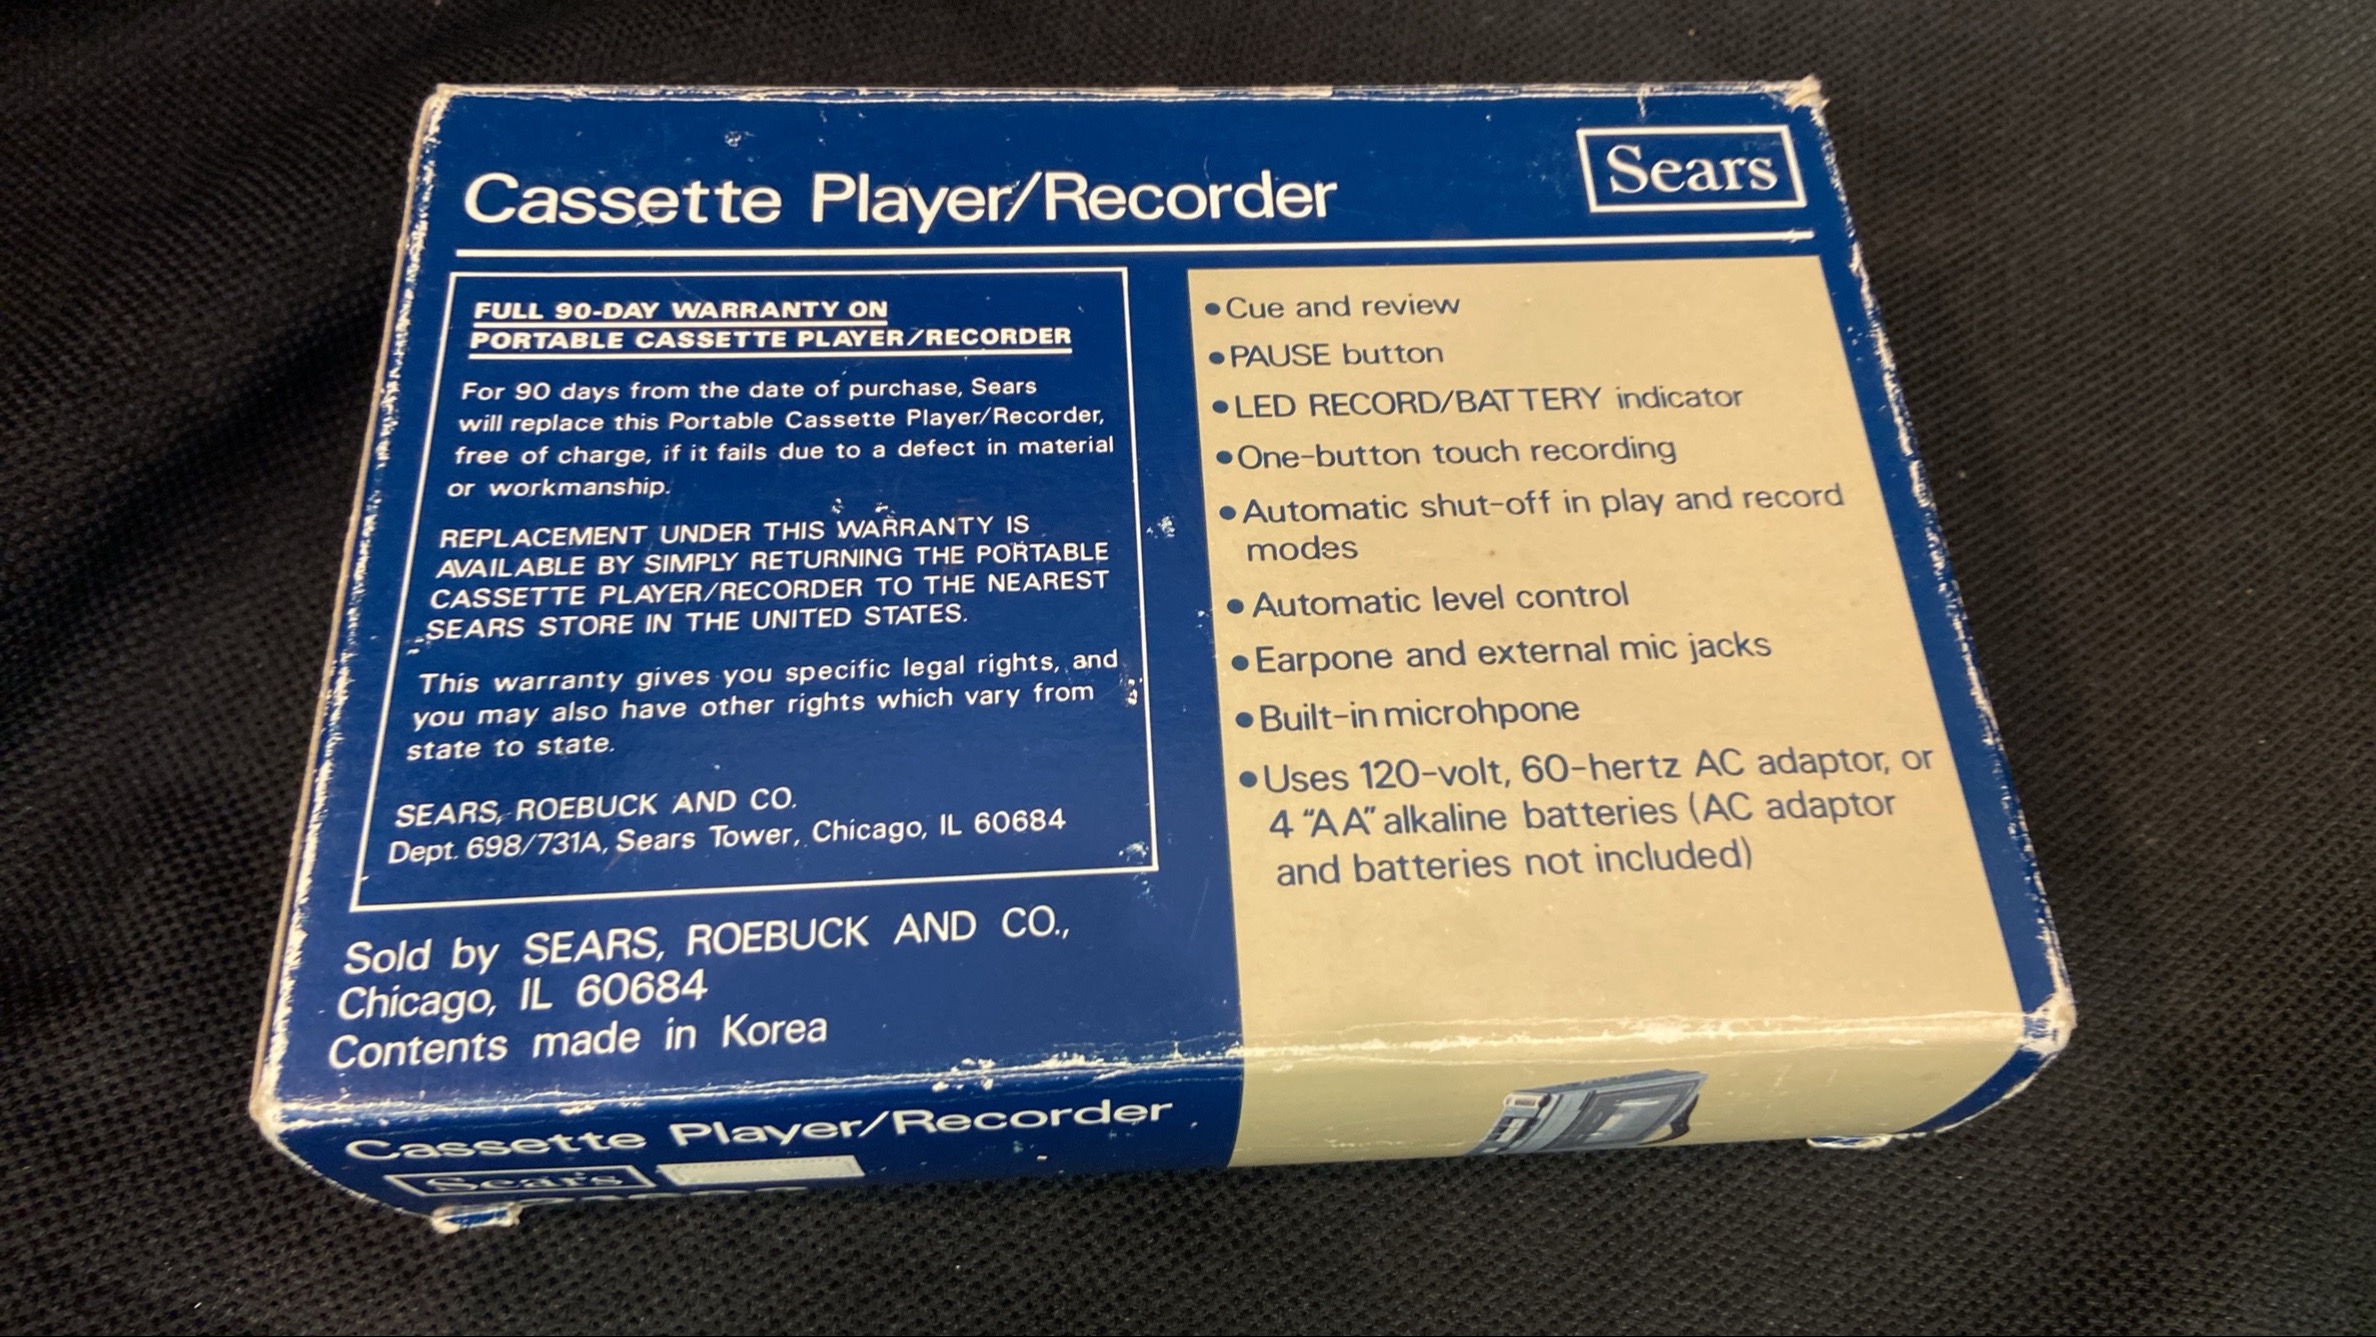 Cassette Player/Recorder
Sears
FULL 90-DAY WARRANTY ON
PORTABLE CASSETTE PLAYER/RECORDER
For 90 days from the date of purchase, Sears
will replace this Portable Cassette Player/Recorder,
free of charge, if it fails due to a defect in material
or workmanship.
REPLACEMENT UNDER THIS WARRANTY IS
AVAILABLE BY SIMPLY RETURNING THE PORTABLE
CASSETTE PLAYER/RECORDER TO THE NEAREST
SEARS STORE IN THE UNITED STATES.
This warranty gives you specific legal rights, and
you may also have other rights which vary from
state to state.
SEARS, ROEBUCK AND CO.
Dept. 698/731A, Sears Tower, Chicago, IL 60684
Sold by SEARS, ROEBUCK AND CO.,
Chicago, IL 60684
Contents made in Korea
•Cue and review
•PAUSE button
•LED RECORD/BATTERY indicator
•One-button touch recording
•Automatic shut-off in play and record
modes
•Automatic level control
•Earpone and external mic jacks
•Built-in microhpone
•Uses 120-volt, 60-hertz AC adaptor, or
4 "AA" alkaline batteries (AC adaptor
and batteries not included)
Cassette Player/Recorder
Sears